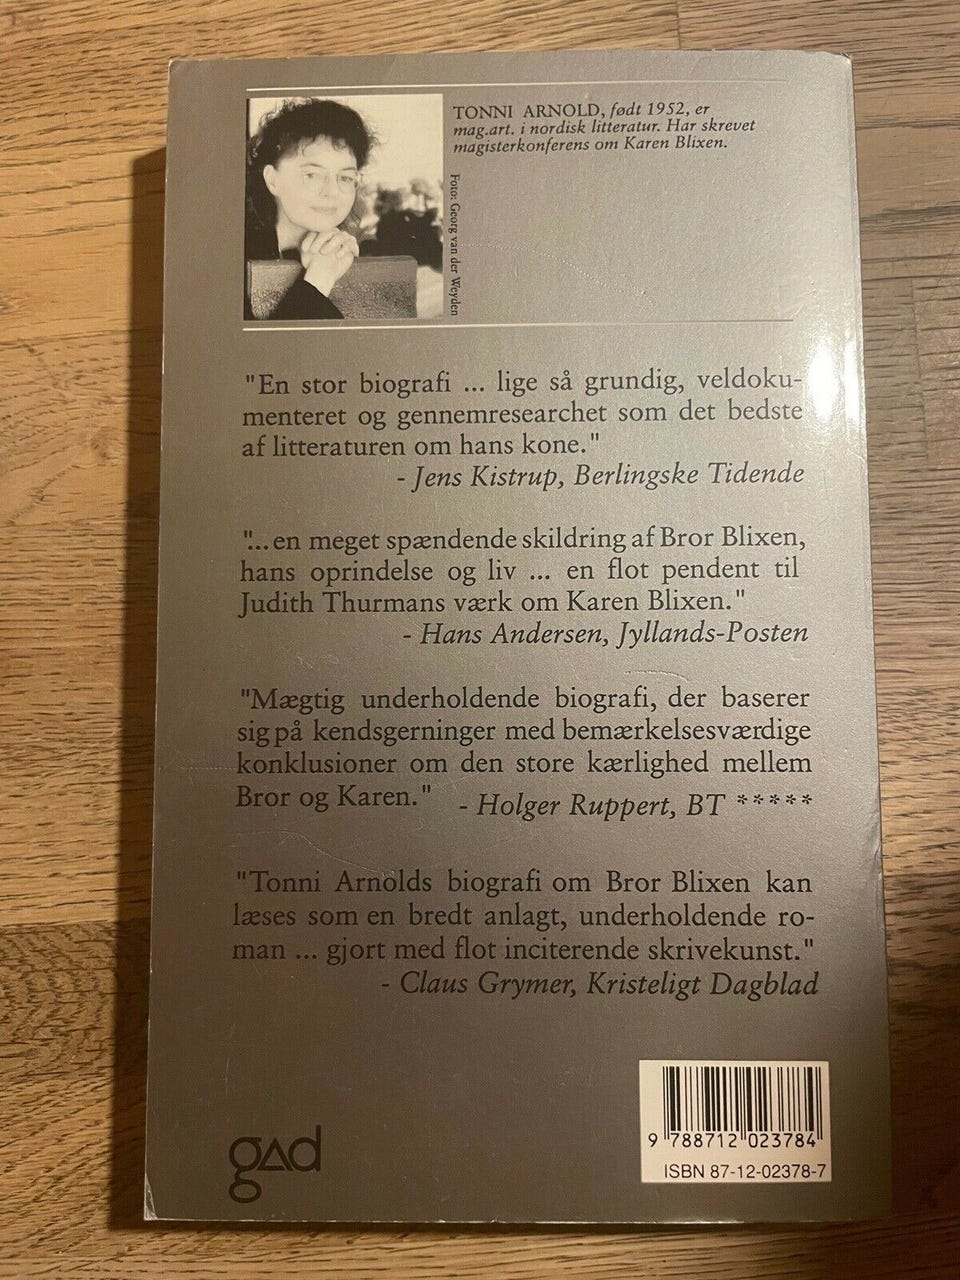 TONNI ARNOLD, født 1952, er
mag.art. i nordisk litteratur. Har skrevet
magisterkonferens om Karen Blixen.
Foto: Georg van der Weyden
"En stor biografi ... lige så grundig, veldoku-
menteret og gennemresearchet som det bedste
af litteraturen om hans kone."
- Jens Kistrup, Berlingske Tidende
"... en meget spændende skildring af Bror Blixen,
hans oprindelse og liv ... en flot pendent til
Judith Thurmans værk om Karen Blixen."
- Hans Andersen, Jyllands-Posten
"Mægtig underholdende biografi, der baserer
sig på kendsgerninger med bemærkelsesværdige
konklusioner om den store kærlighed mellem
Bror og Karen."
- Holger Ruppert, BT *****
"Tonni Arnolds biografi om Bror Blixen kan
læses som en bredt anlagt, underholdende ro-
man ... gjort med flot inciterende skrivekunst."
- Claus Grymer, Kristeligt Dagblad
gad
9 788712 023784
ISBN 87-12-02378-7